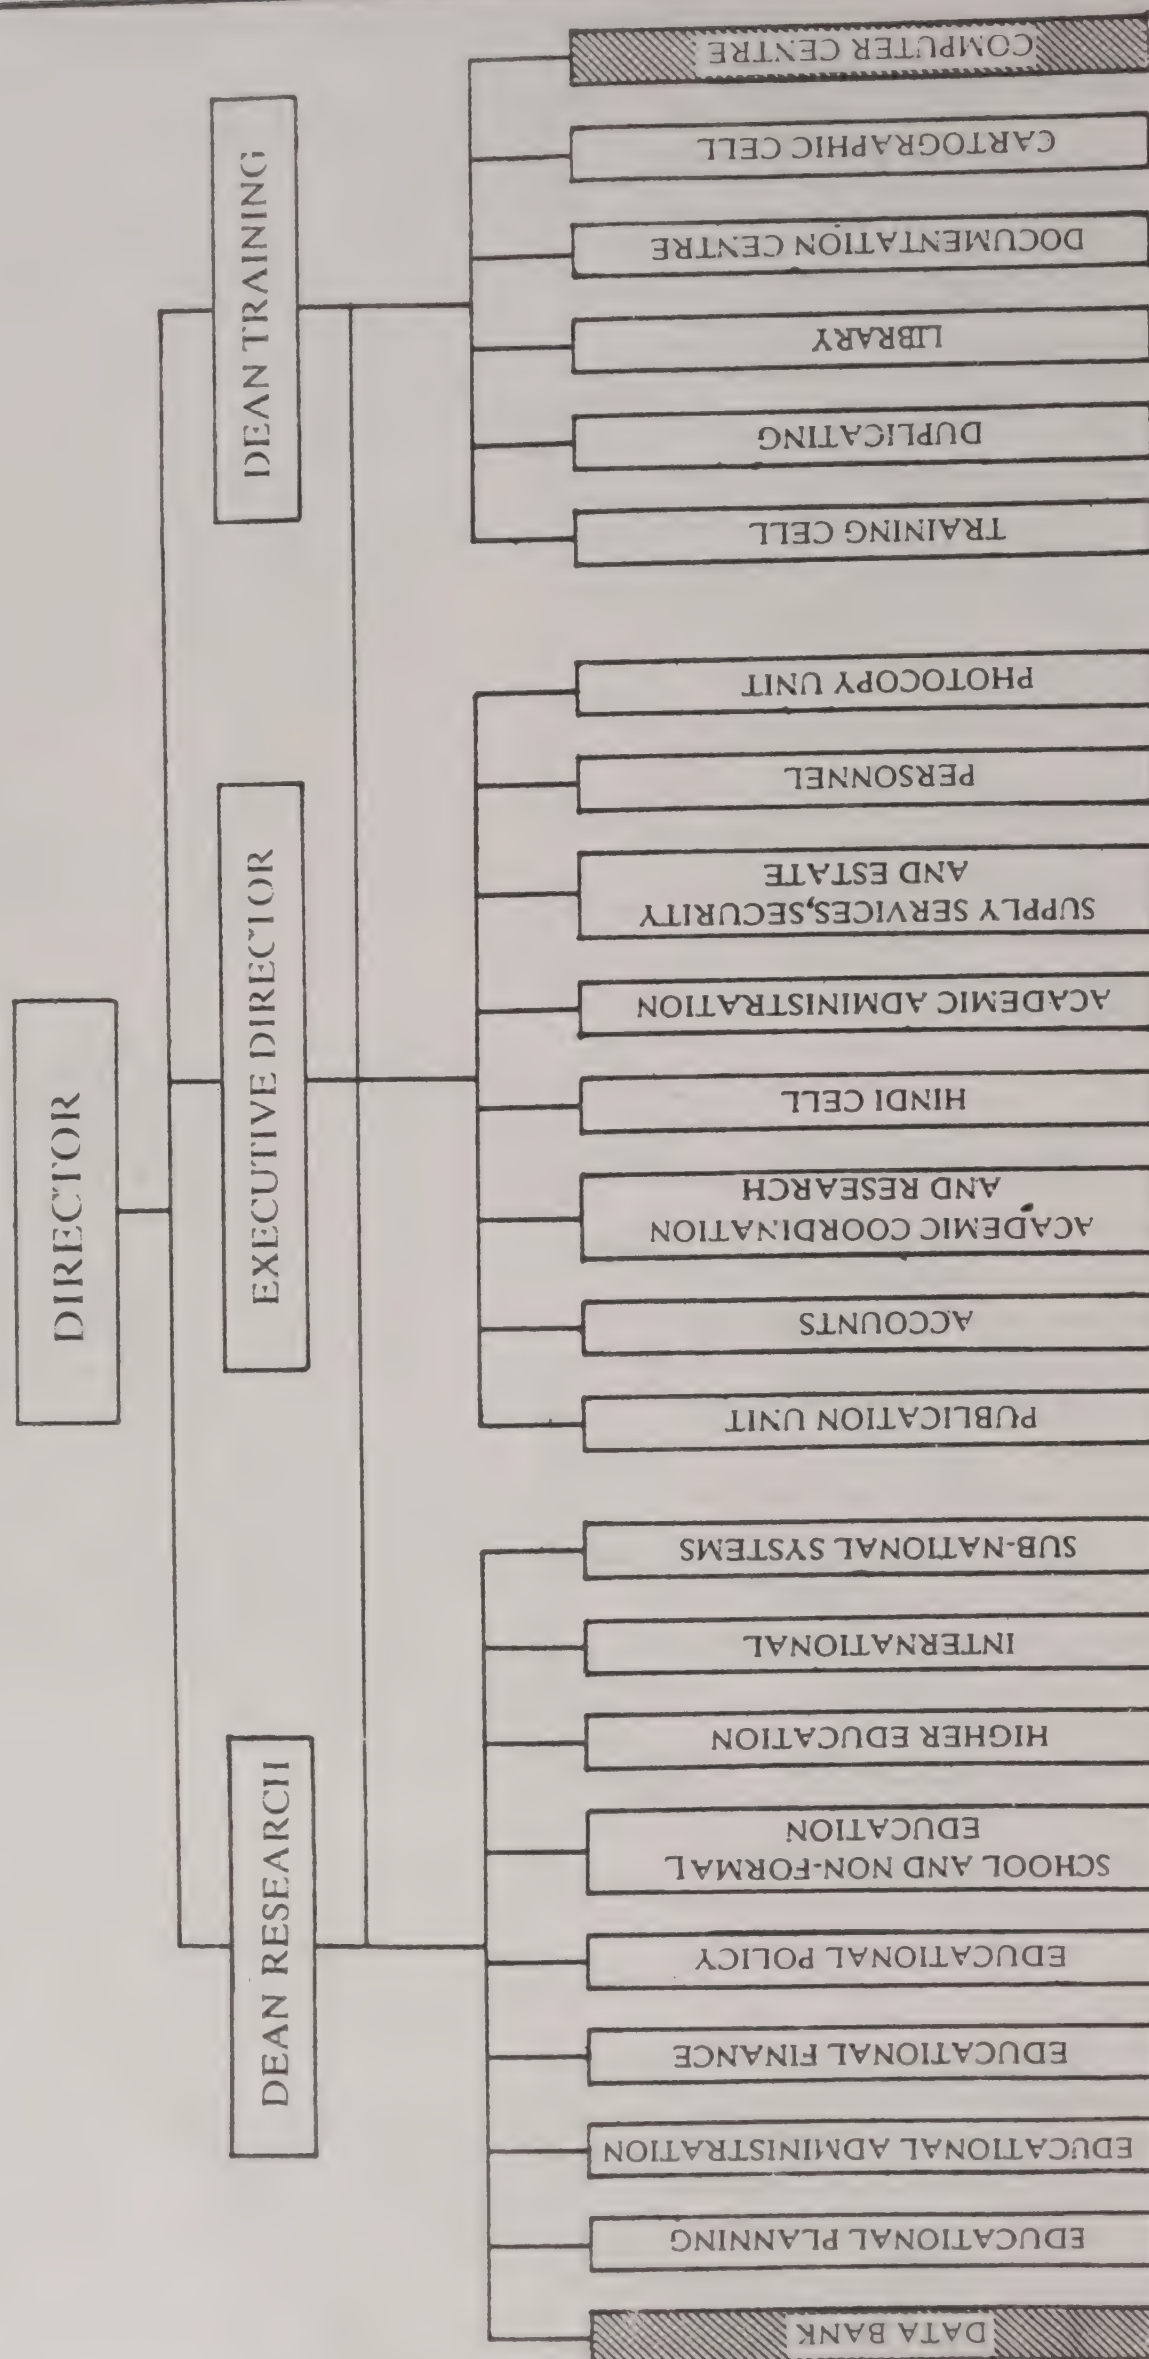 DIRECTOR
DEAN RESEARCH
EXECUTIVE DIRECTOR
DEAN TRAINING
DATA BANK
EDUCATIONAL PLANNING
EDUCATIONAL ADMINISTRATION
EDUCATIONAL FINANCE
EDUCATIONAL POLICY
SCHOOL AND NON-FORMAL
EDUCATION
HIGHER EDUCATION
INTERNATIONAL
SUB-NATIONAL SYSTEMS
PUBLICATION UNIT
ACCOUNTS
ACADEMIC COORDINATION
AND RESEARCH
HINDI CELL
ACADEMIC ADMINISTRATION
SUPPLY SERVICES,SECURITY
AND ESTATE
PERSONNEL
PHOTOCOPY UNIT
TRAINING CELL
DUPLICATING
LIBRARY
DOCUMENTATION CENTRE
CARTOGRAPHIC CELL
COMPUTER CENTRE